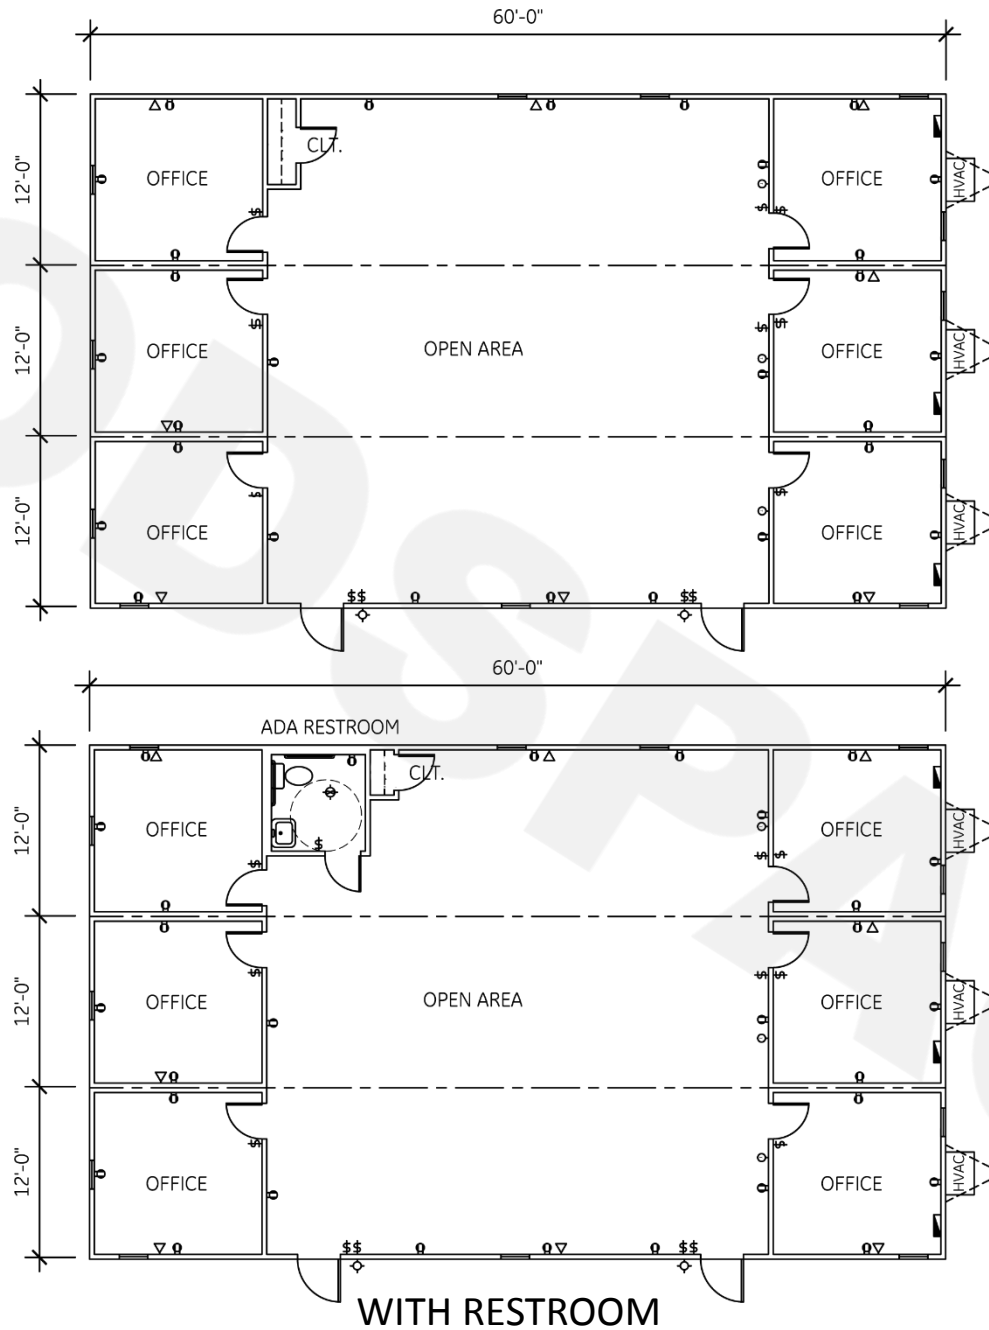 60'-0"
12'-0"
OFFICE
CLT.
OFFICE
HVAC
12'-0"
OFFICE
OPEN AREA
OFFICE
HVAC
12'-0"
OFFICE
OFFICE
HVAC
$$
$$
60'-0"
ADA RESTROOM
12'-0"
OFFICE
CLT.
OFFICE
HVAC
12'-0"
OFFICE
OPEN AREA
OFFICE
HVAC
12'-0"
OFFICE
OFFICE
HVAC
$$
$$
WITH RESTROOM